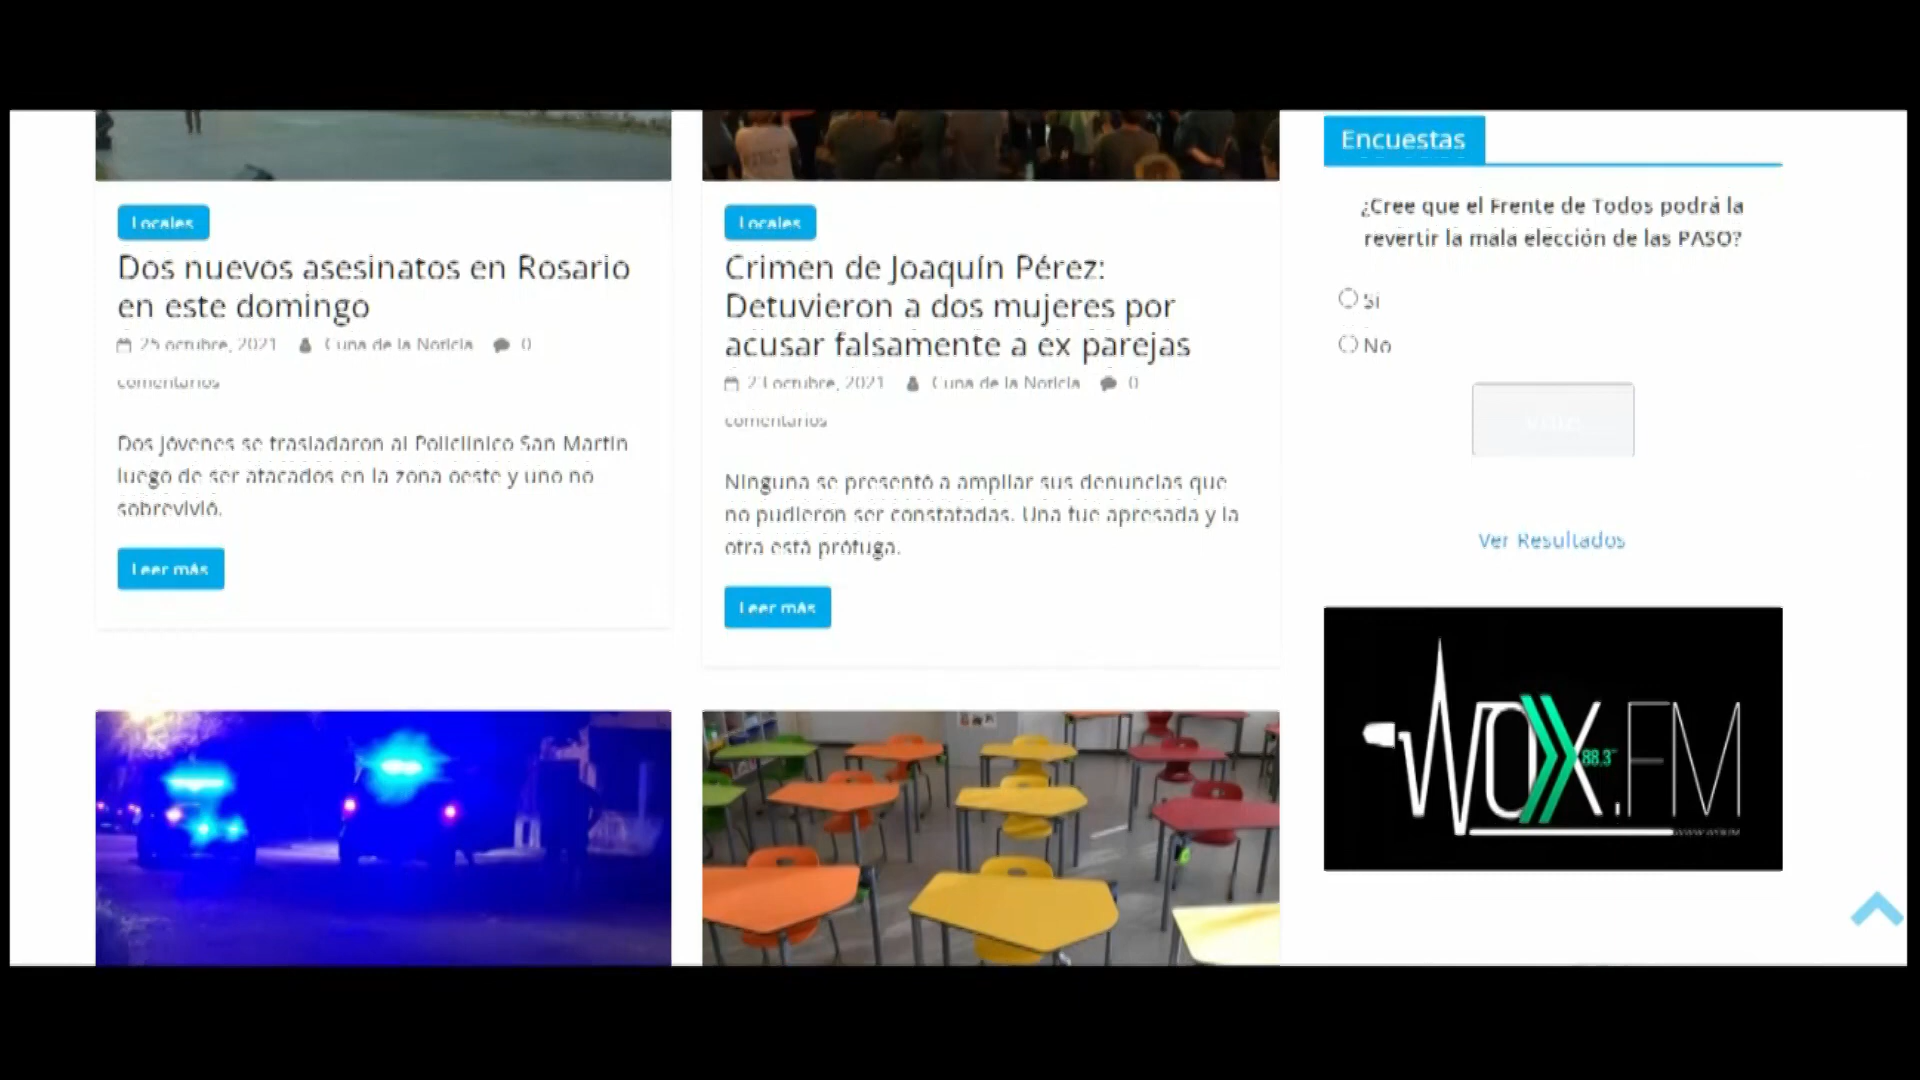 Locales
Dos nuevos asesinatos en Rosario
en este domingo
25 octubre, 2021 Cuna de la Noticia 0
comentarios
Dos jóvenes se trasladaron al Policlínico San Martín
luego de ser atacados en la zona oeste y uno no
sobrevivió.
Leer más
Locales
Crimen de Joaquín Pérez:
Detuvieron a dos mujeres por
acusar falsamente a ex parejas
23 octubre, 2021 Cuna de la Noticia 0
comentarios
Ninguna se presentó a ampliar sus denuncias que
no pudieron ser constatadas. Una fue apresada y la
otra está prófuga.
Leer más
Encuestas
¿Cree que el Frente de Todos podrá la
revertir la mala elección de las PASO?
Si
No
Ver Resultados
WOX.FM
88.3